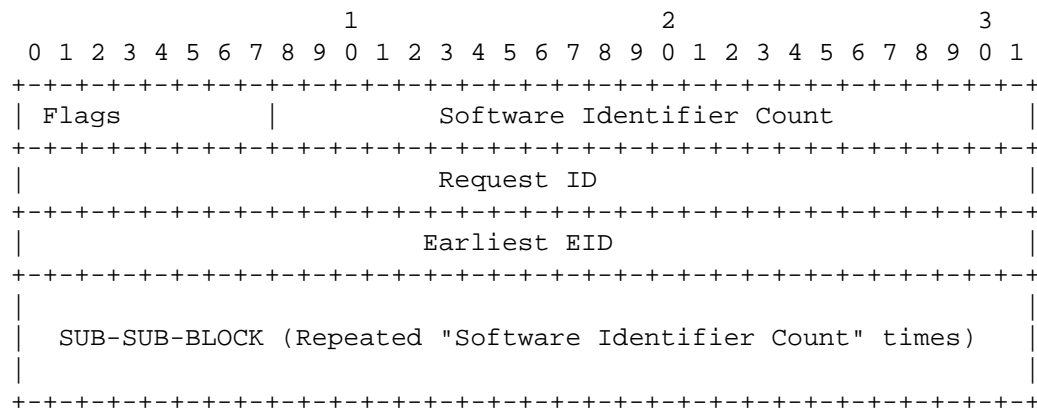 1                   2                   3
 0 1 2 3 4 5 6 7 8 9 0 1 2 3 4 5 6 7 8 9 0 1 2 3 4 5 6 7 8 9 0 1
+-+-+-+-+-+-+-+-+-+-+-+-+-+-+-+-+-+-+-+-+-+-+-+-+-+-+-+-+-+-+-+-+
| Flags         |          Software Identifier Count            |
+-+-+-+-+-+-+-+-+-+-+-+-+-+-+-+-+-+-+-+-+-+-+-+-+-+-+-+-+-+-+-+-+
|                          Request ID                           |
+-+-+-+-+-+-+-+-+-+-+-+-+-+-+-+-+-+-+-+-+-+-+-+-+-+-+-+-+-+-+-+-+
|                         Earliest EID                          |
+-+-+-+-+-+-+-+-+-+-+-+-+-+-+-+-+-+-+-+-+-+-+-+-+-+-+-+-+-+-+-+-+
|                                                               |
|  SUB-SUB-BLOCK (Repeated "Software Identifier Count" times)   |
|                                                               |
+-+-+-+-+-+-+-+-+-+-+-+-+-+-+-+-+-+-+-+-+-+-+-+-+-+-+-+-+-+-+-+-+